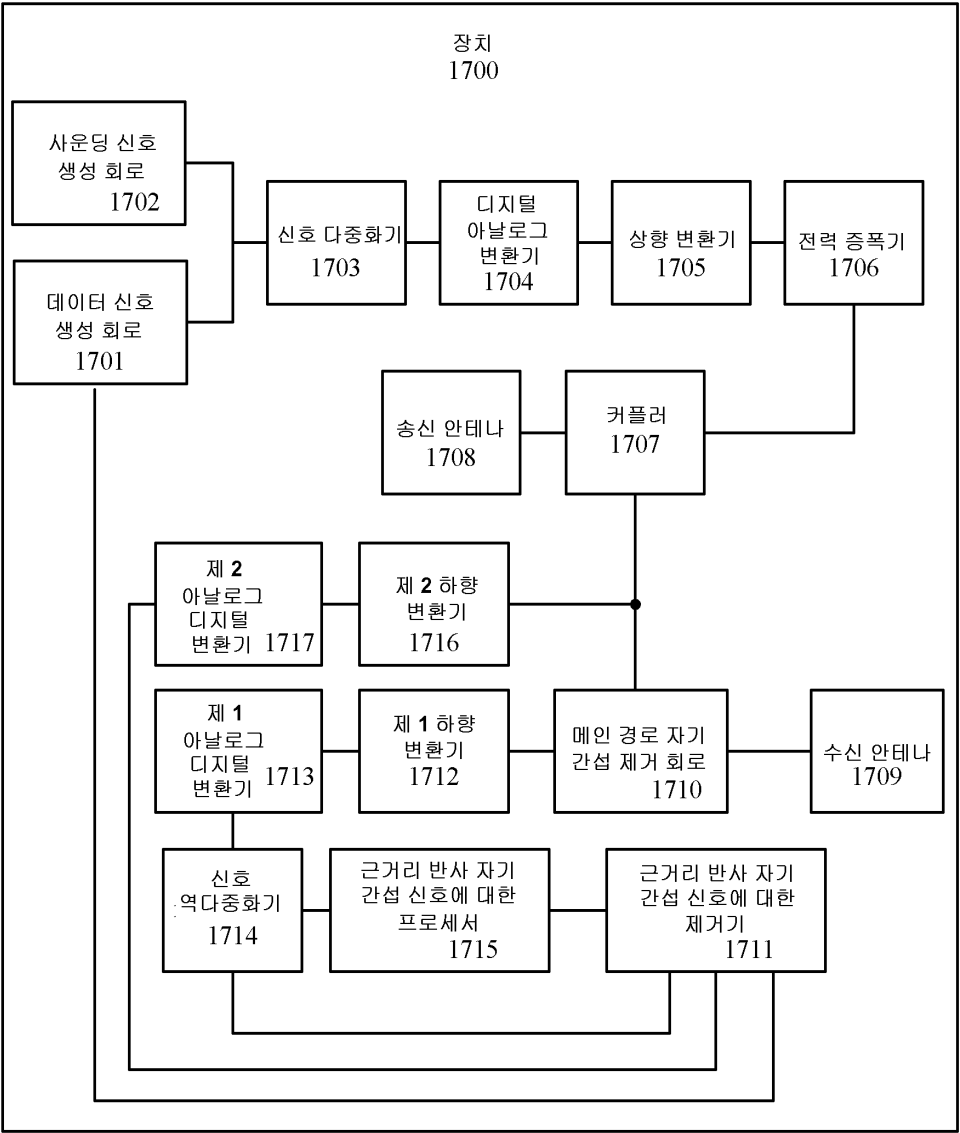 장치
1700
사운딩 신호
생성 회로
1702
데이터 신호
생성 회로
1701
신호 다중화기
1703
디지털
아날로그
변환기
1704
상향 변환기
1705
전력 증폭기
1706
송신 안테나
1708
커플러
1707
제 2
아날로그
디지털
변환기 1717
제 2 하향
변환기
1716
제 1
아날로그
디지털
변환기 1713
제 1 하향
변환기
1712
메인 경로 자기
간섭 제거 회로
1710
수신 안테나
1709
신호
역다중화기
1714
근거리 반사 자기
간섭 신호에 대한
프로세서
1715
근거리 반사 자기
간섭 신호에 대한
제거기
1711